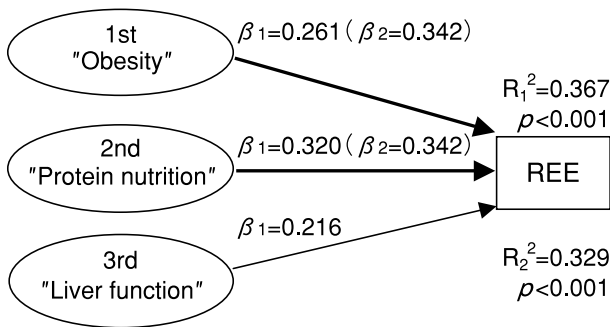 1st
"Obesity"
β1=0.261(β2=0.342)
R1²=0.367
p<0.001
2nd
"Protein nutrition"
β1=0.320(β2=0.342)
REE
3rd
"Liver function"
β1=0.216
R2²=0.329
p<0.001